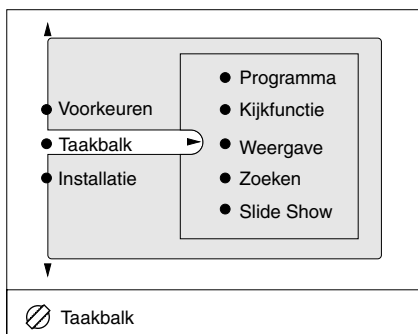 Voorkeuren
Taakbalk
Installatie
Programma
Kijkfunctie
Weergave
Zoeken
Slide Show
Taakbalk